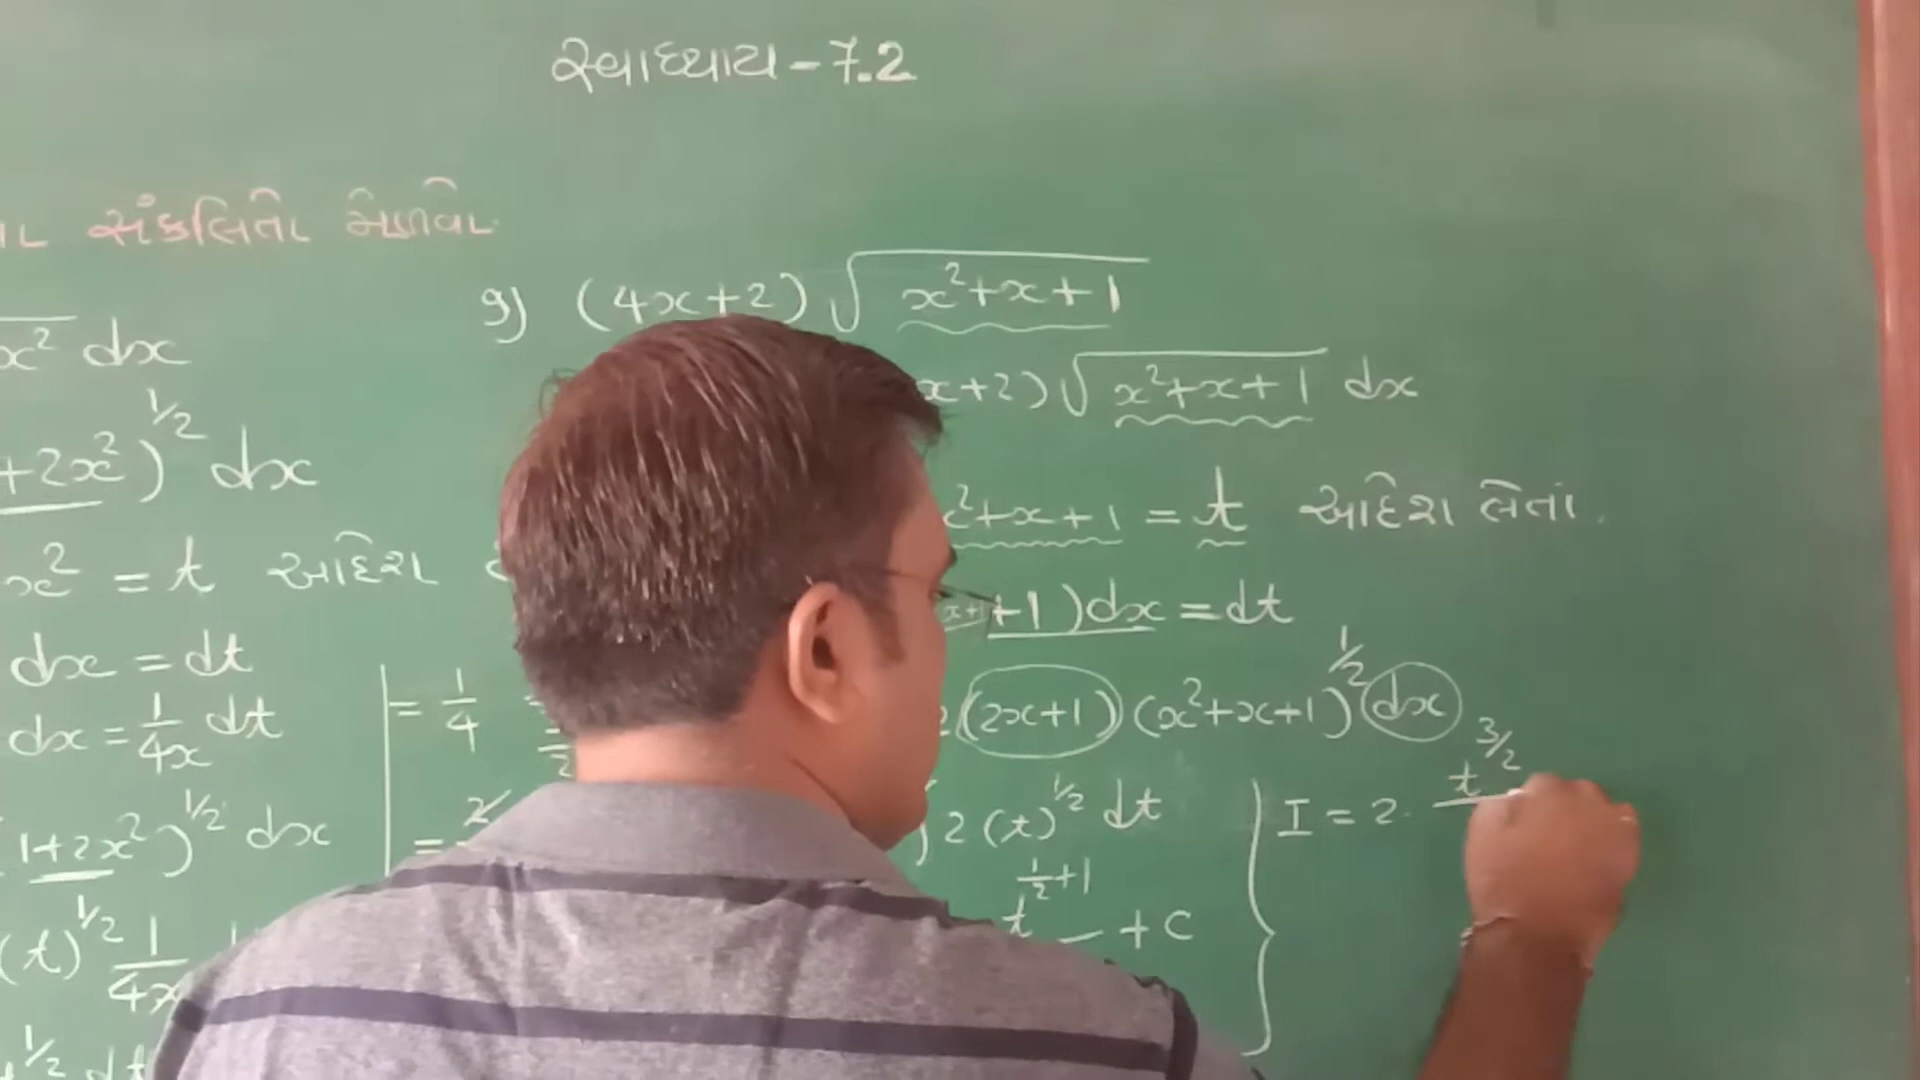 સ્વાધ્યાય - 7.2
સંકલિતો મેળવો.
x² dx
+2x²)^1/2 dx
x² = t આદેશ
dx = dt
dx = 1/4x dt
(1+2x²)^1/2 dx
(t)^1/2 1/4x
1/2 dt
= 1/4
=
9) (4x+2) √x²+x+1
x+2) √x²+x+1 dx
x²+x+1 = t આદેશ લેતાં.
+1) dx = dt
2 (2x+1) (x²+x+1)^1/2 dx
∫ 2 (t)^1/2 dt
t^1/2+1 + C
I = 2. t^3/2